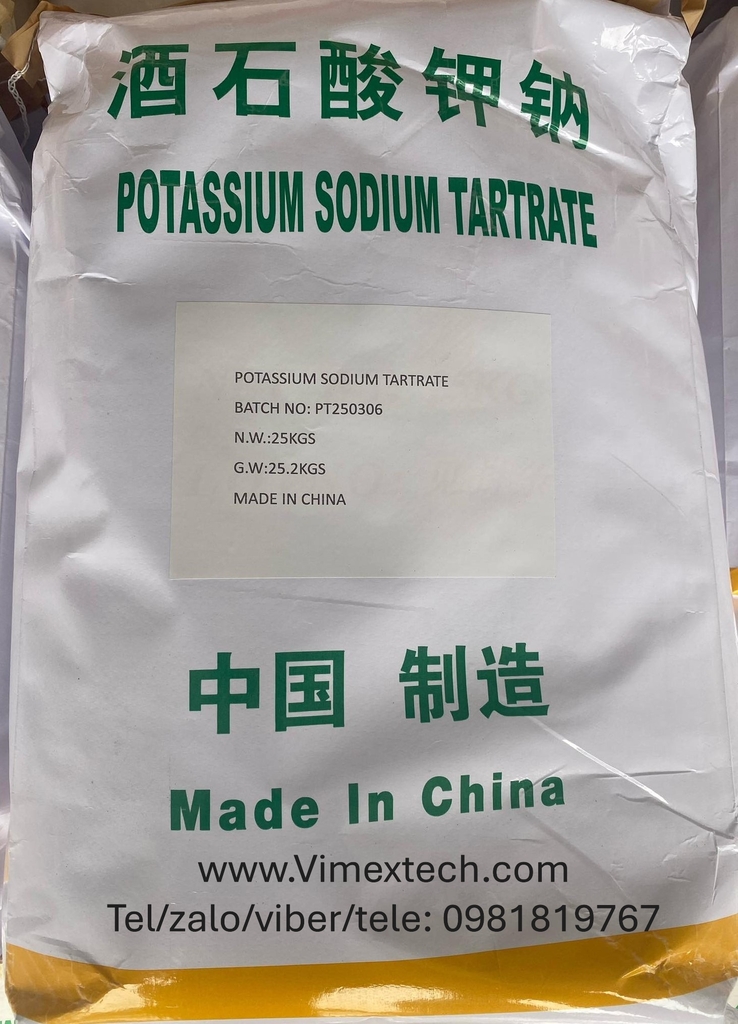 酒石酸钾钠
POTASSIUM SODIUM TARTRATE
POTASSIUM SODIUM TARTRATE
BATCH NO: PT250306
N.W.:25KGS
G.W:25.2KGS
MADE IN CHINA
中国 制造
Made In China
www.Vimextech.com
Tel/zalo/viber/tele: 0981819767